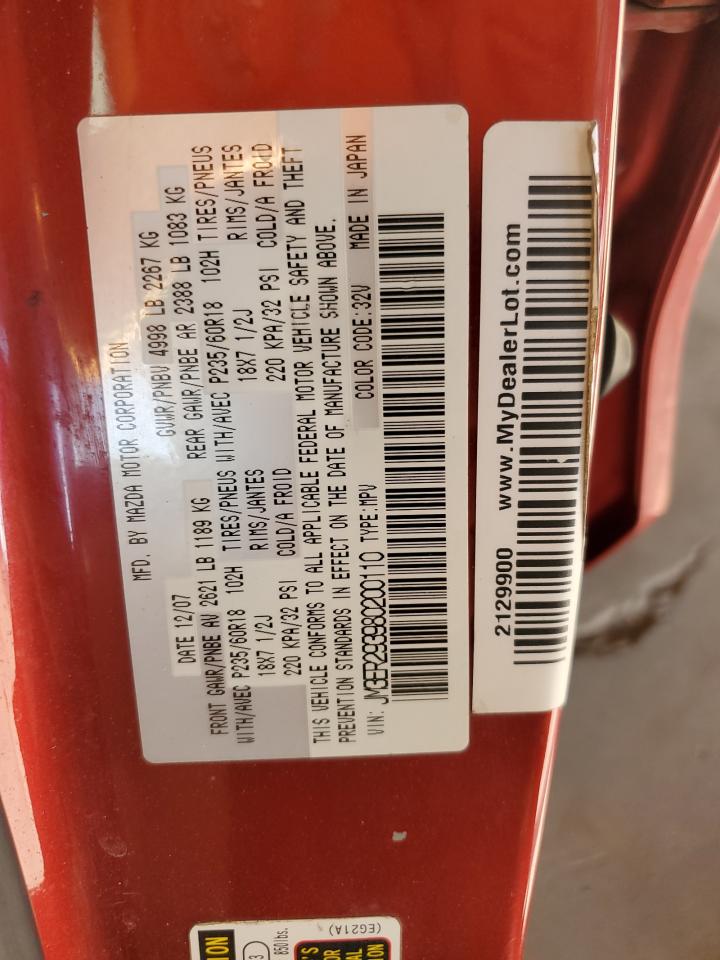 MFD. BY MAZDA MOTOR CORPORATION
DATE 12/07 GVWR/PNBV 4998 LB 2267 KG
FRONT GAWR/PNBE AV 2621 LB 1189 KG REAR GAWR/PNBE AR 2388 LB 1083 KG
WITH/AVEC P235/60R18 102H TIRES/PNEUS WITH/AVEC P235/60R18 102H TIRES/PNEUS
18X7 1/2J RIMS/JANTES 18X7 1/2J RIMS/JANTES
220 KPA/32 PSI COLD/A FROID 220 KPA/32 PSI COLD/A FROID
THIS VEHICLE CONFORMS TO ALL APPLICABLE FEDERAL MOTOR VEHICLE SAFETY AND THEFT
PREVENTION STANDARDS IN EFFECT ON THE DATE OF MANUFACTURE SHOWN ABOVE.
VIN: JM3ER293980200110 TYPE:MPV COLOR CODE:32V MADE IN JAPAN
2129900 www.MyDealerLot.com
3
850 lbs.
(EG21A)